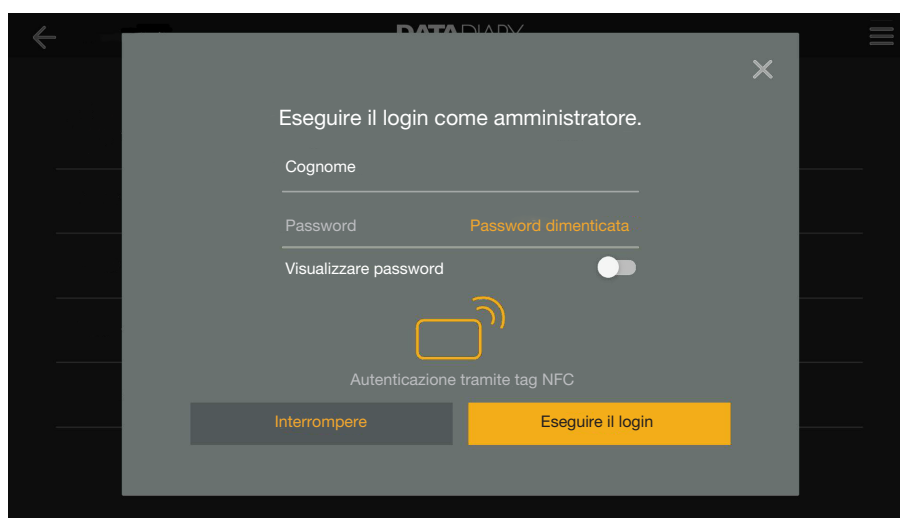 DATADIARY
Eseguire il login come amministratore.
Cognome
Password Password dimenticata
Visualizzare password
Autenticazione tramite tag NFC
Interrompere Eseguire il login